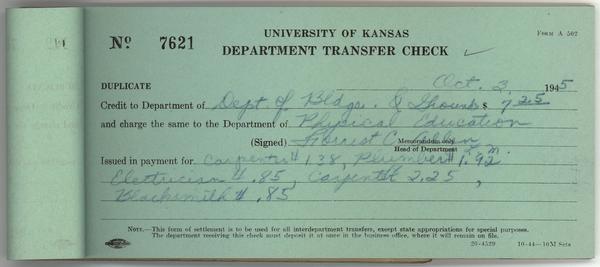 UNIVERSITY OF KANSAS
Form A 502
No 7621
DEPARTMENT TRANSFER CHECK
DUPLICATE
Oct. 3, 1945
Credit to Department of Dept. of Bldgs. & Grounds $ 7.25
and charge the same to the Department of Physical Education
(Signed) Forrest C. Allen
Memorandum only
Head of Department
Issued in payment for Carpenter # 1.38, Plumber # 1.92
Electrician # .85, Carpenter 2.25,
Blacksmith # .85
NOTE.—This form of settlement is to be used for all interdepartment transfers, except state appropriations for special purposes.
The department receiving this check must deposit it at once in the business office, where it will remain on file.
20-4529 10-44—10M Sets